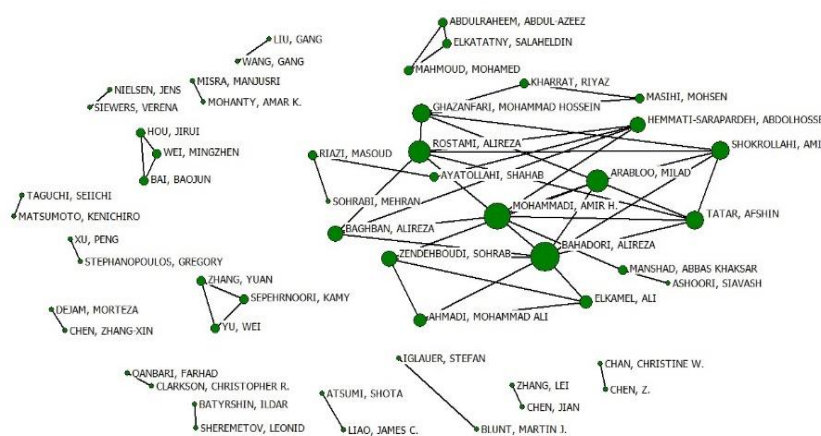 LIU, GANG
WANG, GANG
NIELSEN, JENS
SIEWERS, VERENA
MISRA, MANJUSRI
MOHANTY, AMAR K.
HOU, JIRUI
WEI, MINGZHEN
BAI, BAOJUN
TAGUCHI, SEIICHI
MATSUMOTO, KENICHIRO
XU, PENG
STEPHANOPOULOS, GREGORY
ZHANG, YUAN
SEPEHRNOORI, KAMY
YU, WEI
DEJAM, MORTEZA
CHEN, ZHANG-XIN
QANBARI, FARHAD
CLARKSON, CHRISTOPHER R.
BATYRSHIN, ILDAR
SHEREMETOV, LEONID
ABDULRAHEEM, ABDUL-AZEEZ
ELKATATNY, SALAHELDIN
MAHMOUD, MOHAMED
KHARRAT, RIYAZ
MASIHI, MOHSEN
GHAZANFARI, MOHAMMAD HOSSEIN
HEMMATI-SARAPARDEH, ABDOLHOSSE
ROSTAMI, ALIREZA
SHOKROLLAHI, AMI
RIAZI, MASOUD
AYATOLLAHI, SHAHAB
ARABLOO, MILAD
SOHRABI, MEHRAN
MOHAMMADI, AMIR H.
TATAR, AFSHIN
BAGHBAN, ALIREZA
ZENDEHBOUDI, SOHRAB
BAHADORI, ALIREZA
MANSHAD, ABBAS KHAKSAR
ASHOORI, SIAVASH
ELKAMEL, ALI
AHMADI, MOHAMMAD ALI
IGLAUER, STEFAN
BLUNT, MARTIN J.
ATSUMI, SHOTA
LIAO, JAMES C.
ZHANG, LEI
CHEN, JIAN
CHAN, CHRISTINE W.
CHEN, Z.